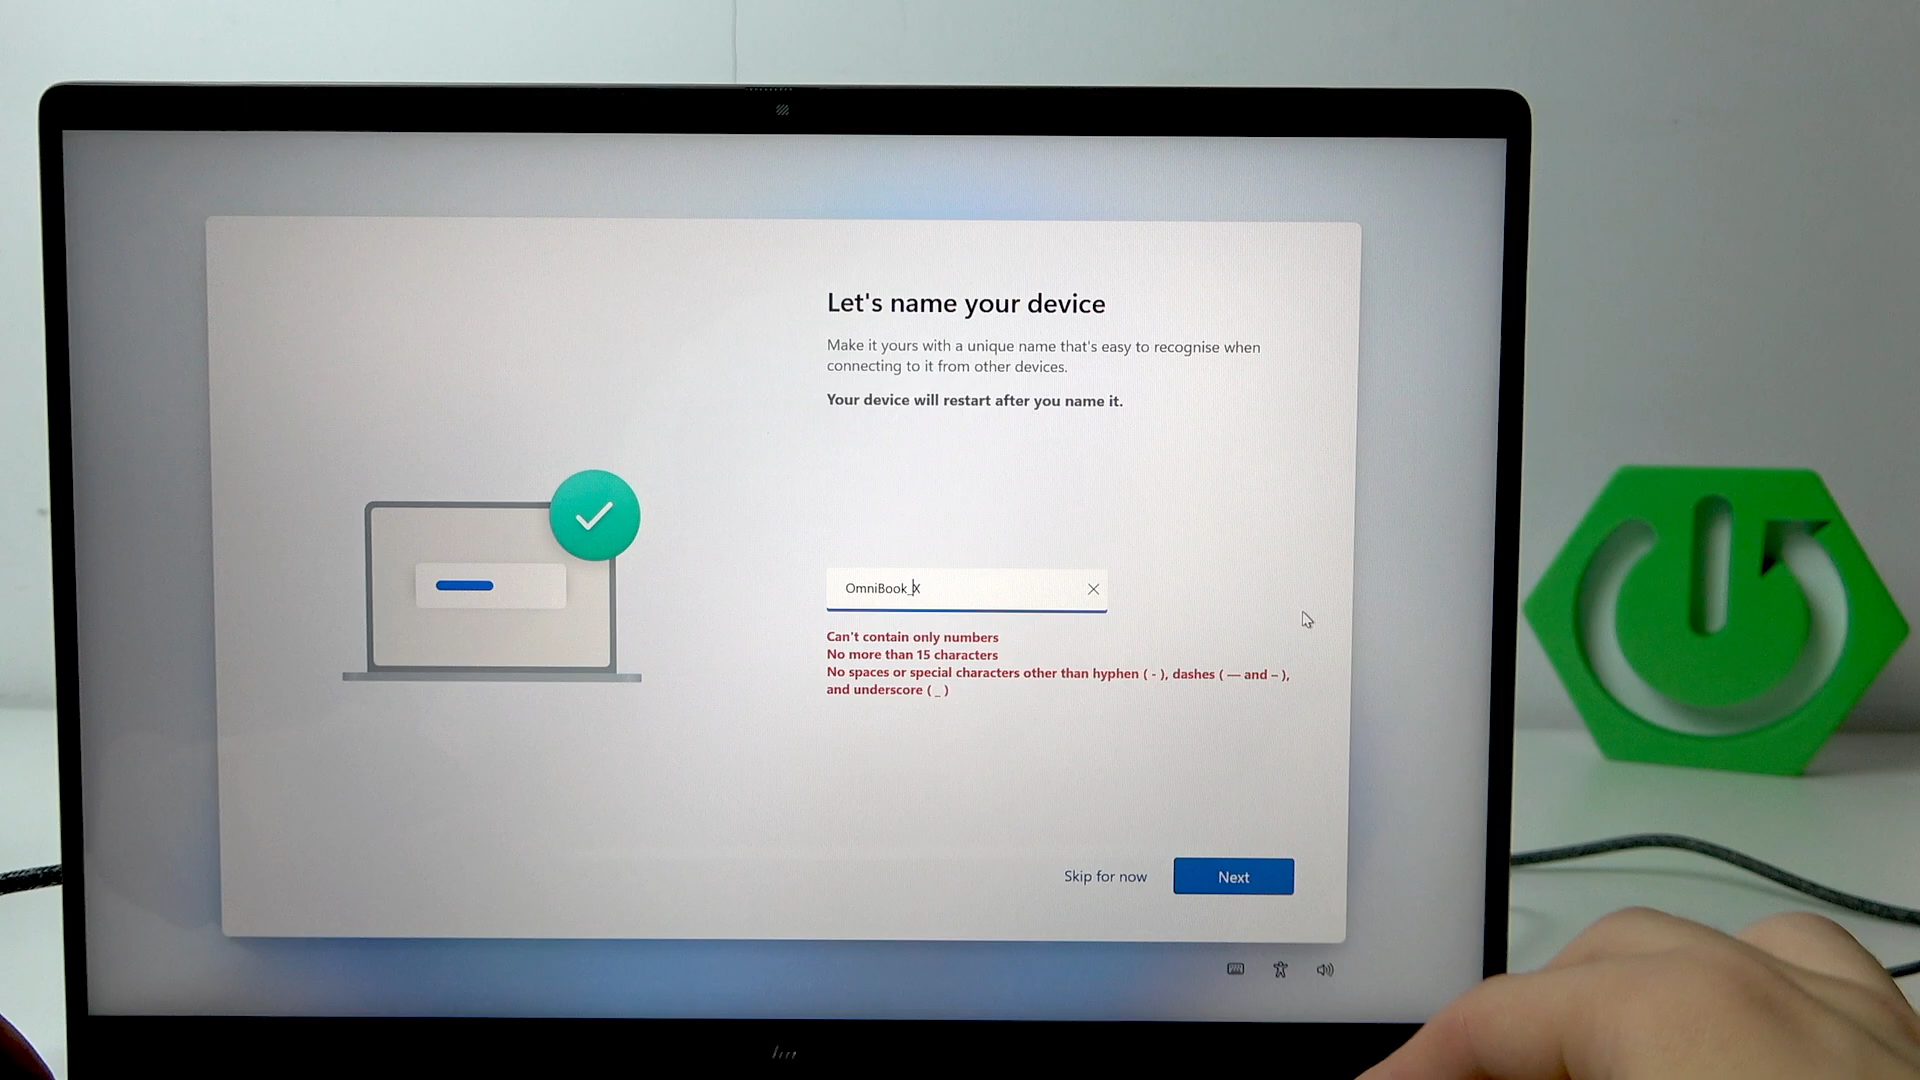 Let's name your device
Make it yours with a unique name that's easy to recognise when
connecting to it from other devices.
Your device will restart after you name it.
OmniBook_X
Can't contain only numbers
No more than 15 characters
No spaces or special characters other than hyphen ( - ), dashes ( — and – ),
and underscore ( _ )
Skip for now
Next
hp